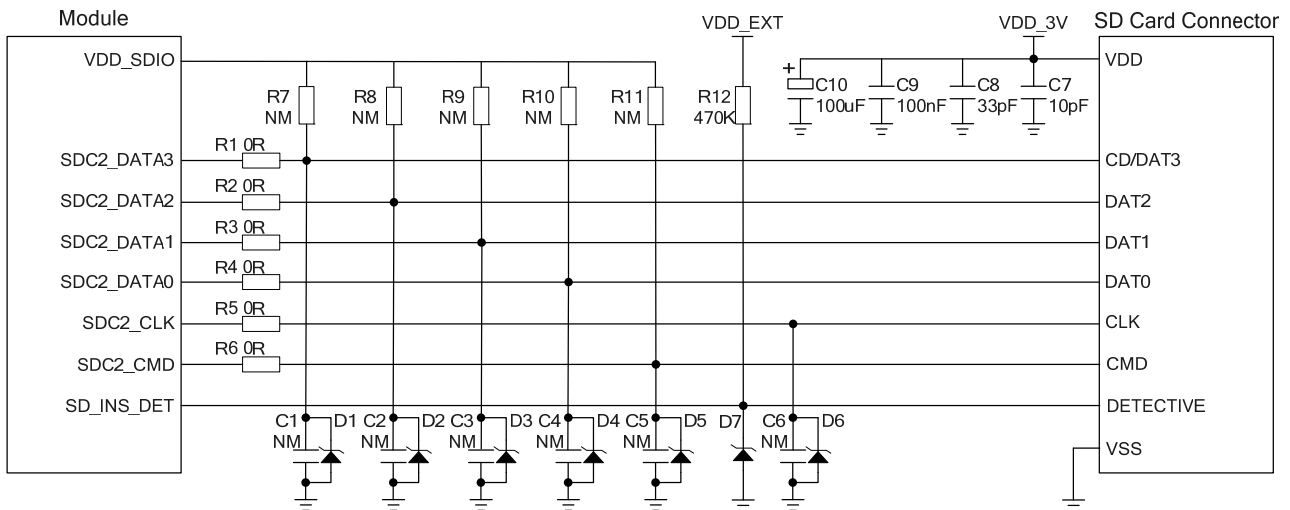 Module
VDD_EXT
VDD_3V
SD Card Connector
VDD_SDIO
VDD
R7
NM
R8
NM
R9
NM
R10
NM
R11
NM
R12
470K
+
C10
100uF
C9
100nF
C8
33pF
C7
10pF
SDC2_DATA3
R1 0R
CD/DAT3
SDC2_DATA2
R2 0R
DAT2
SDC2_DATA1
R3 0R
DAT1
SDC2_DATA0
R4 0R
DAT0
SDC2_CLK
R5 0R
CLK
SDC2_CMD
R6 0R
CMD
SD_INS_DET
DETECTIVE
C1
NM
D1
C2
NM
D2
C3
NM
D3
C4
NM
D4
C5
NM
D5
D7
C6
NM
D6
VSS